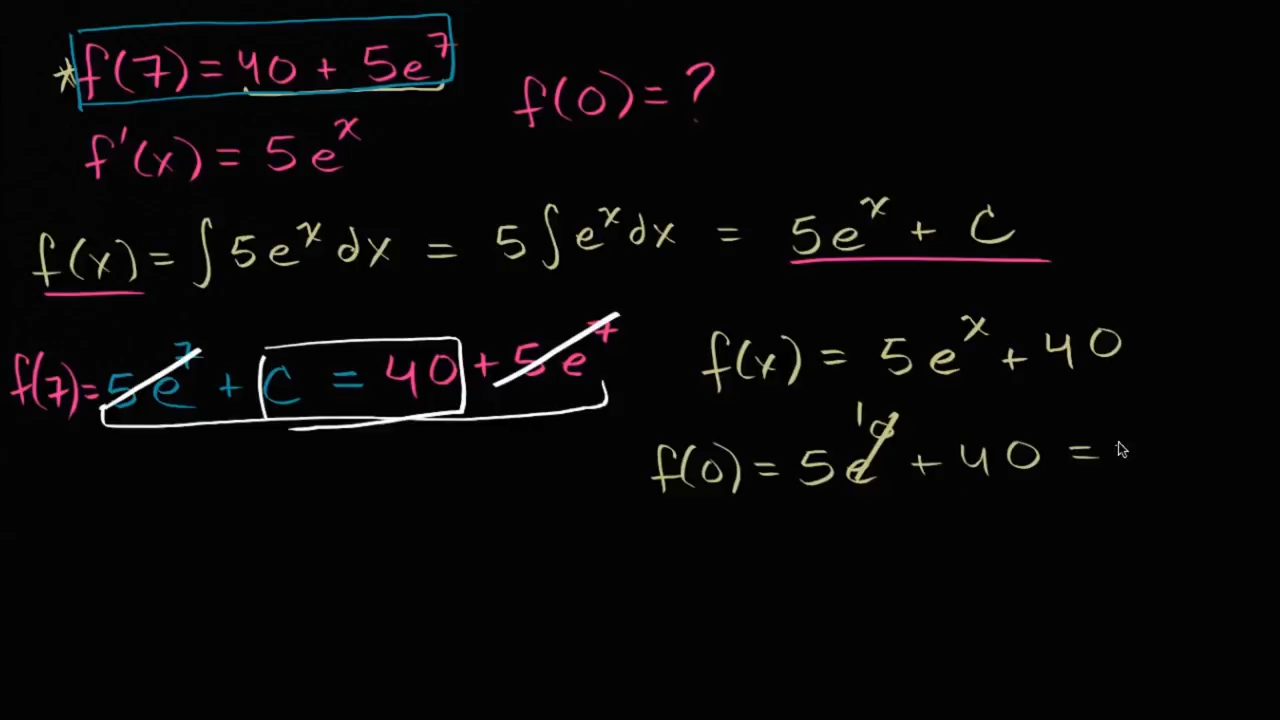 *f(7) = 40 + 5e^7
f(0) = ?
f'(x) = 5e^x
f(x) = ∫5e^x dx = 5∫e^x dx = 5e^x + C
f(7) = 5e^7 + C = 40 + 5e^7
f(x) = 5e^x + 40
f(0) = 5e^0 1 + 40 =